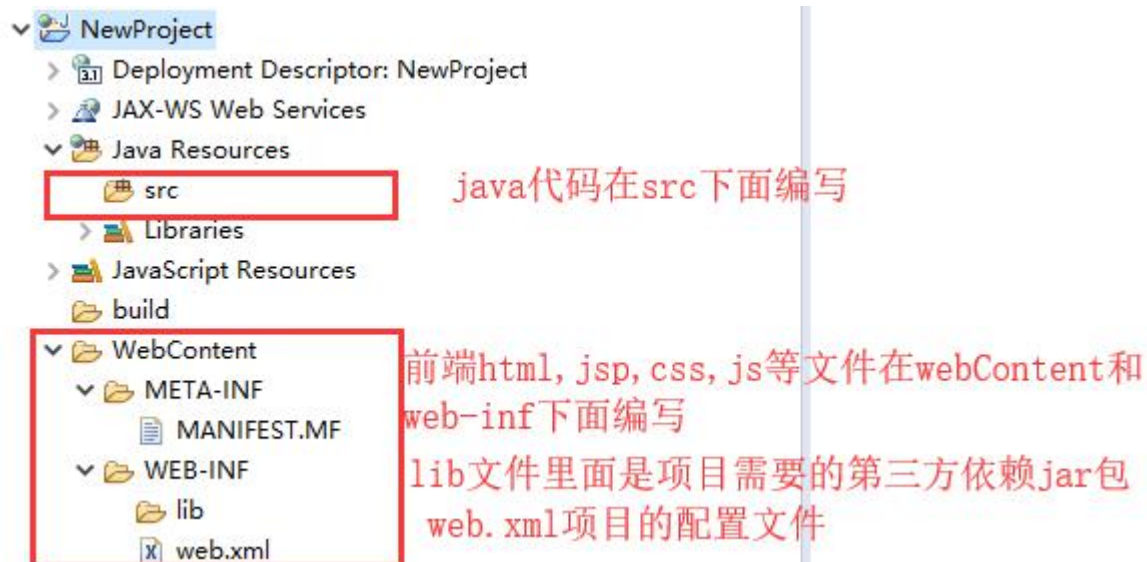 NewProject
Deployment Descriptor: NewProject
3.1
JAX-WS Web Services
Java Resources
src
java代码在src下面编写
Libraries
JavaScript Resources
build
WebContent
前端html,jsp,css,js等文件在webContent和
META-INF
web-inf下面编写
MANIFEST.MF
WEB-INF
lib文件里面是项目需要的第三方依赖jar包
lib
web.xml项目的配置文件
web.xml